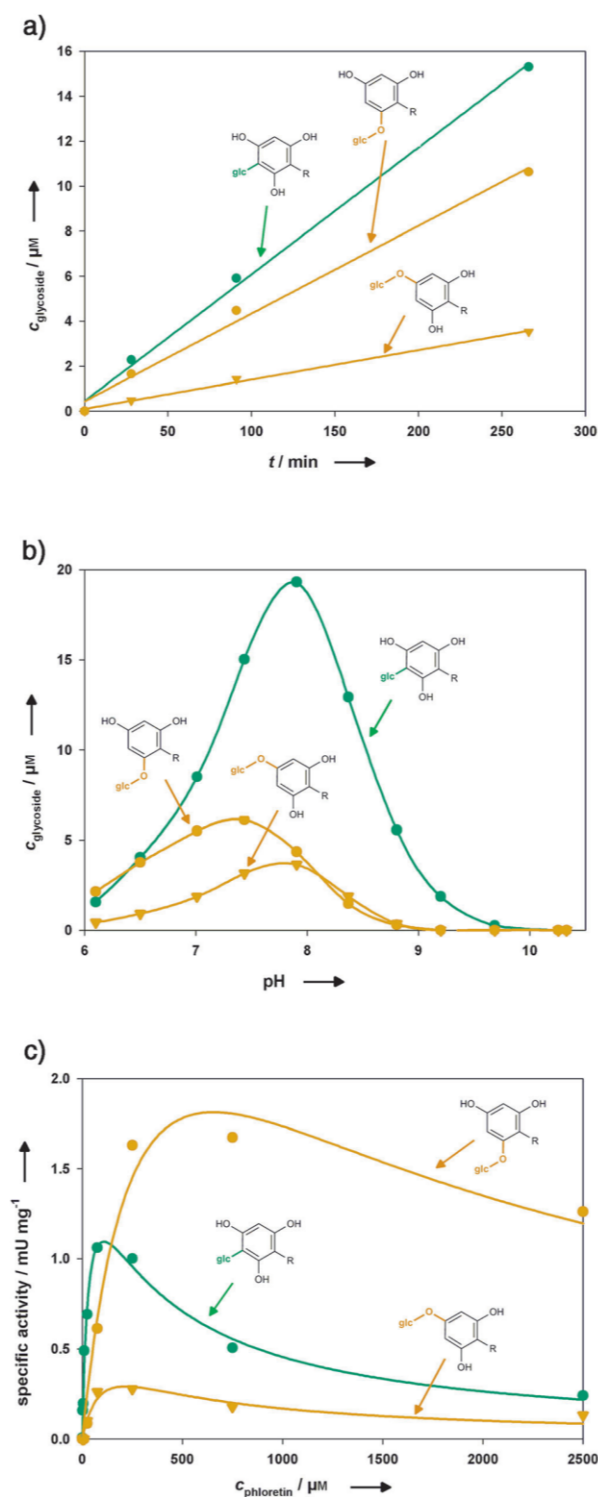 a)
16
14
12
10
8
6
4
2
0
c glycoside / µM
HO OH
R
O
glc
HO OH
glc R
OH
glc O OH
R
OH
0 50 100 150 200 250 300
t / min
b)
20
15
10
5
0
c glycoside / µM
HO OH
glc R
OH
HO OH
R
O
glc
glc O OH
R
OH
6 7 8 9 10
pH
c)
2.0
1.5
1.0
0.5
0.0
specific activity / mU mg-1
HO OH
R
O
glc
HO OH
glc R
OH
glc O OH
R
OH
0 500 1000 1500 2000 2500
c phloretin / µM